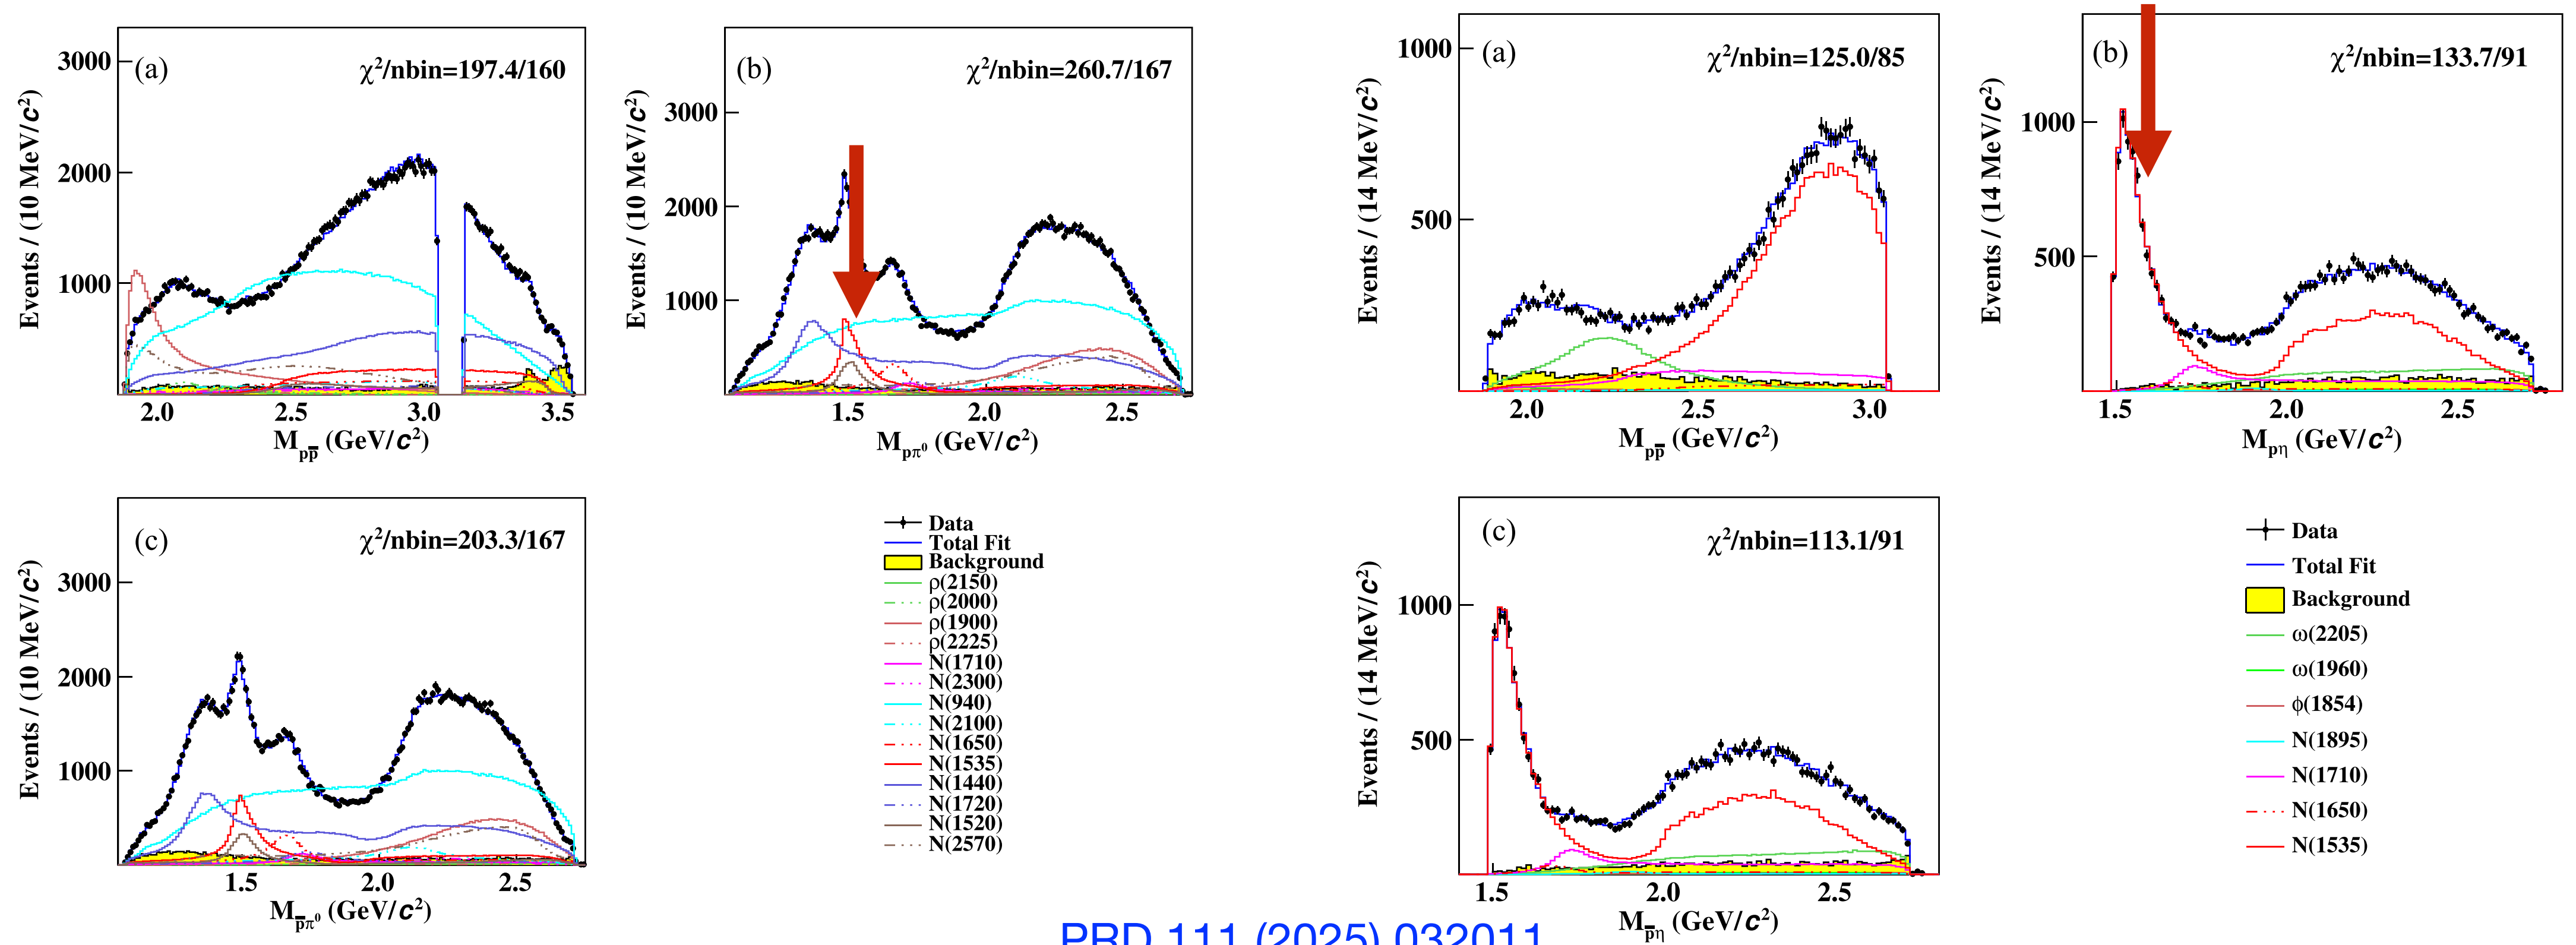 (a)
χ²/nbin=197.4/160
Events / (10 MeV/c²)
3000
2000
1000
2.0 2.5 3.0 3.5
M_pp̅ (GeV/c²)
(b)
χ²/nbin=260.7/167
Events / (10 MeV/c²)
3000
2000
1000
1.5 2.0 2.5
M_pπ⁰ (GeV/c²)
(a)
χ²/nbin=125.0/85
Events / (14 MeV/c²)
1000
500
2.0 2.5 3.0
M_pp̅ (GeV/c²)
(b)
χ²/nbin=133.7/91
Events / (14 MeV/c²)
1000
500
1.5 2.0 2.5
M_pη (GeV/c²)
(c)
χ²/nbin=203.3/167
Events / (10 MeV/c²)
3000
2000
1000
1.5 2.0 2.5
M_p̅π⁰ (GeV/c²)
Data
Total Fit
Background
ρ(2150)
ρ(2000)
ρ(1900)
ρ(2225)
N(1710)
N(2300)
N(940)
N(2100)
N(1650)
N(1535)
N(1440)
N(1720)
N(1520)
N(2570)
(c)
χ²/nbin=113.1/91
Events / (14 MeV/c²)
1000
500
1.5 2.0 2.5
M_p̅η (GeV/c²)
Data
Total Fit
Background
ω(2205)
ω(1960)
ϕ(1854)
N(1895)
N(1710)
N(1650)
N(1535)
PRD 111 (2025) 032011